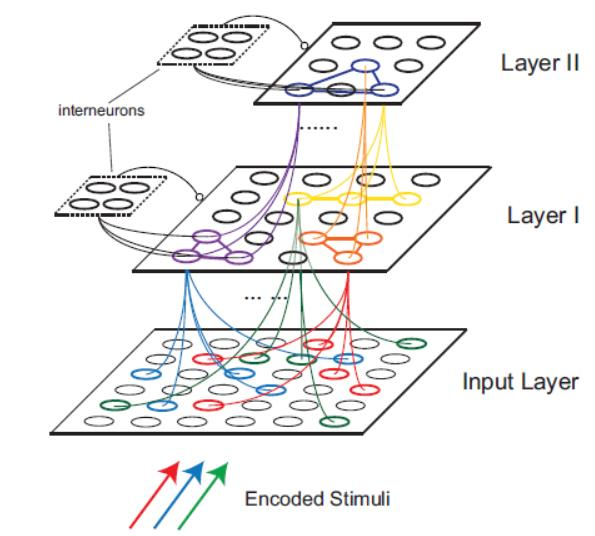 Layer II
interneurons
......
Layer I
... ...
Input Layer
Encoded Stimuli